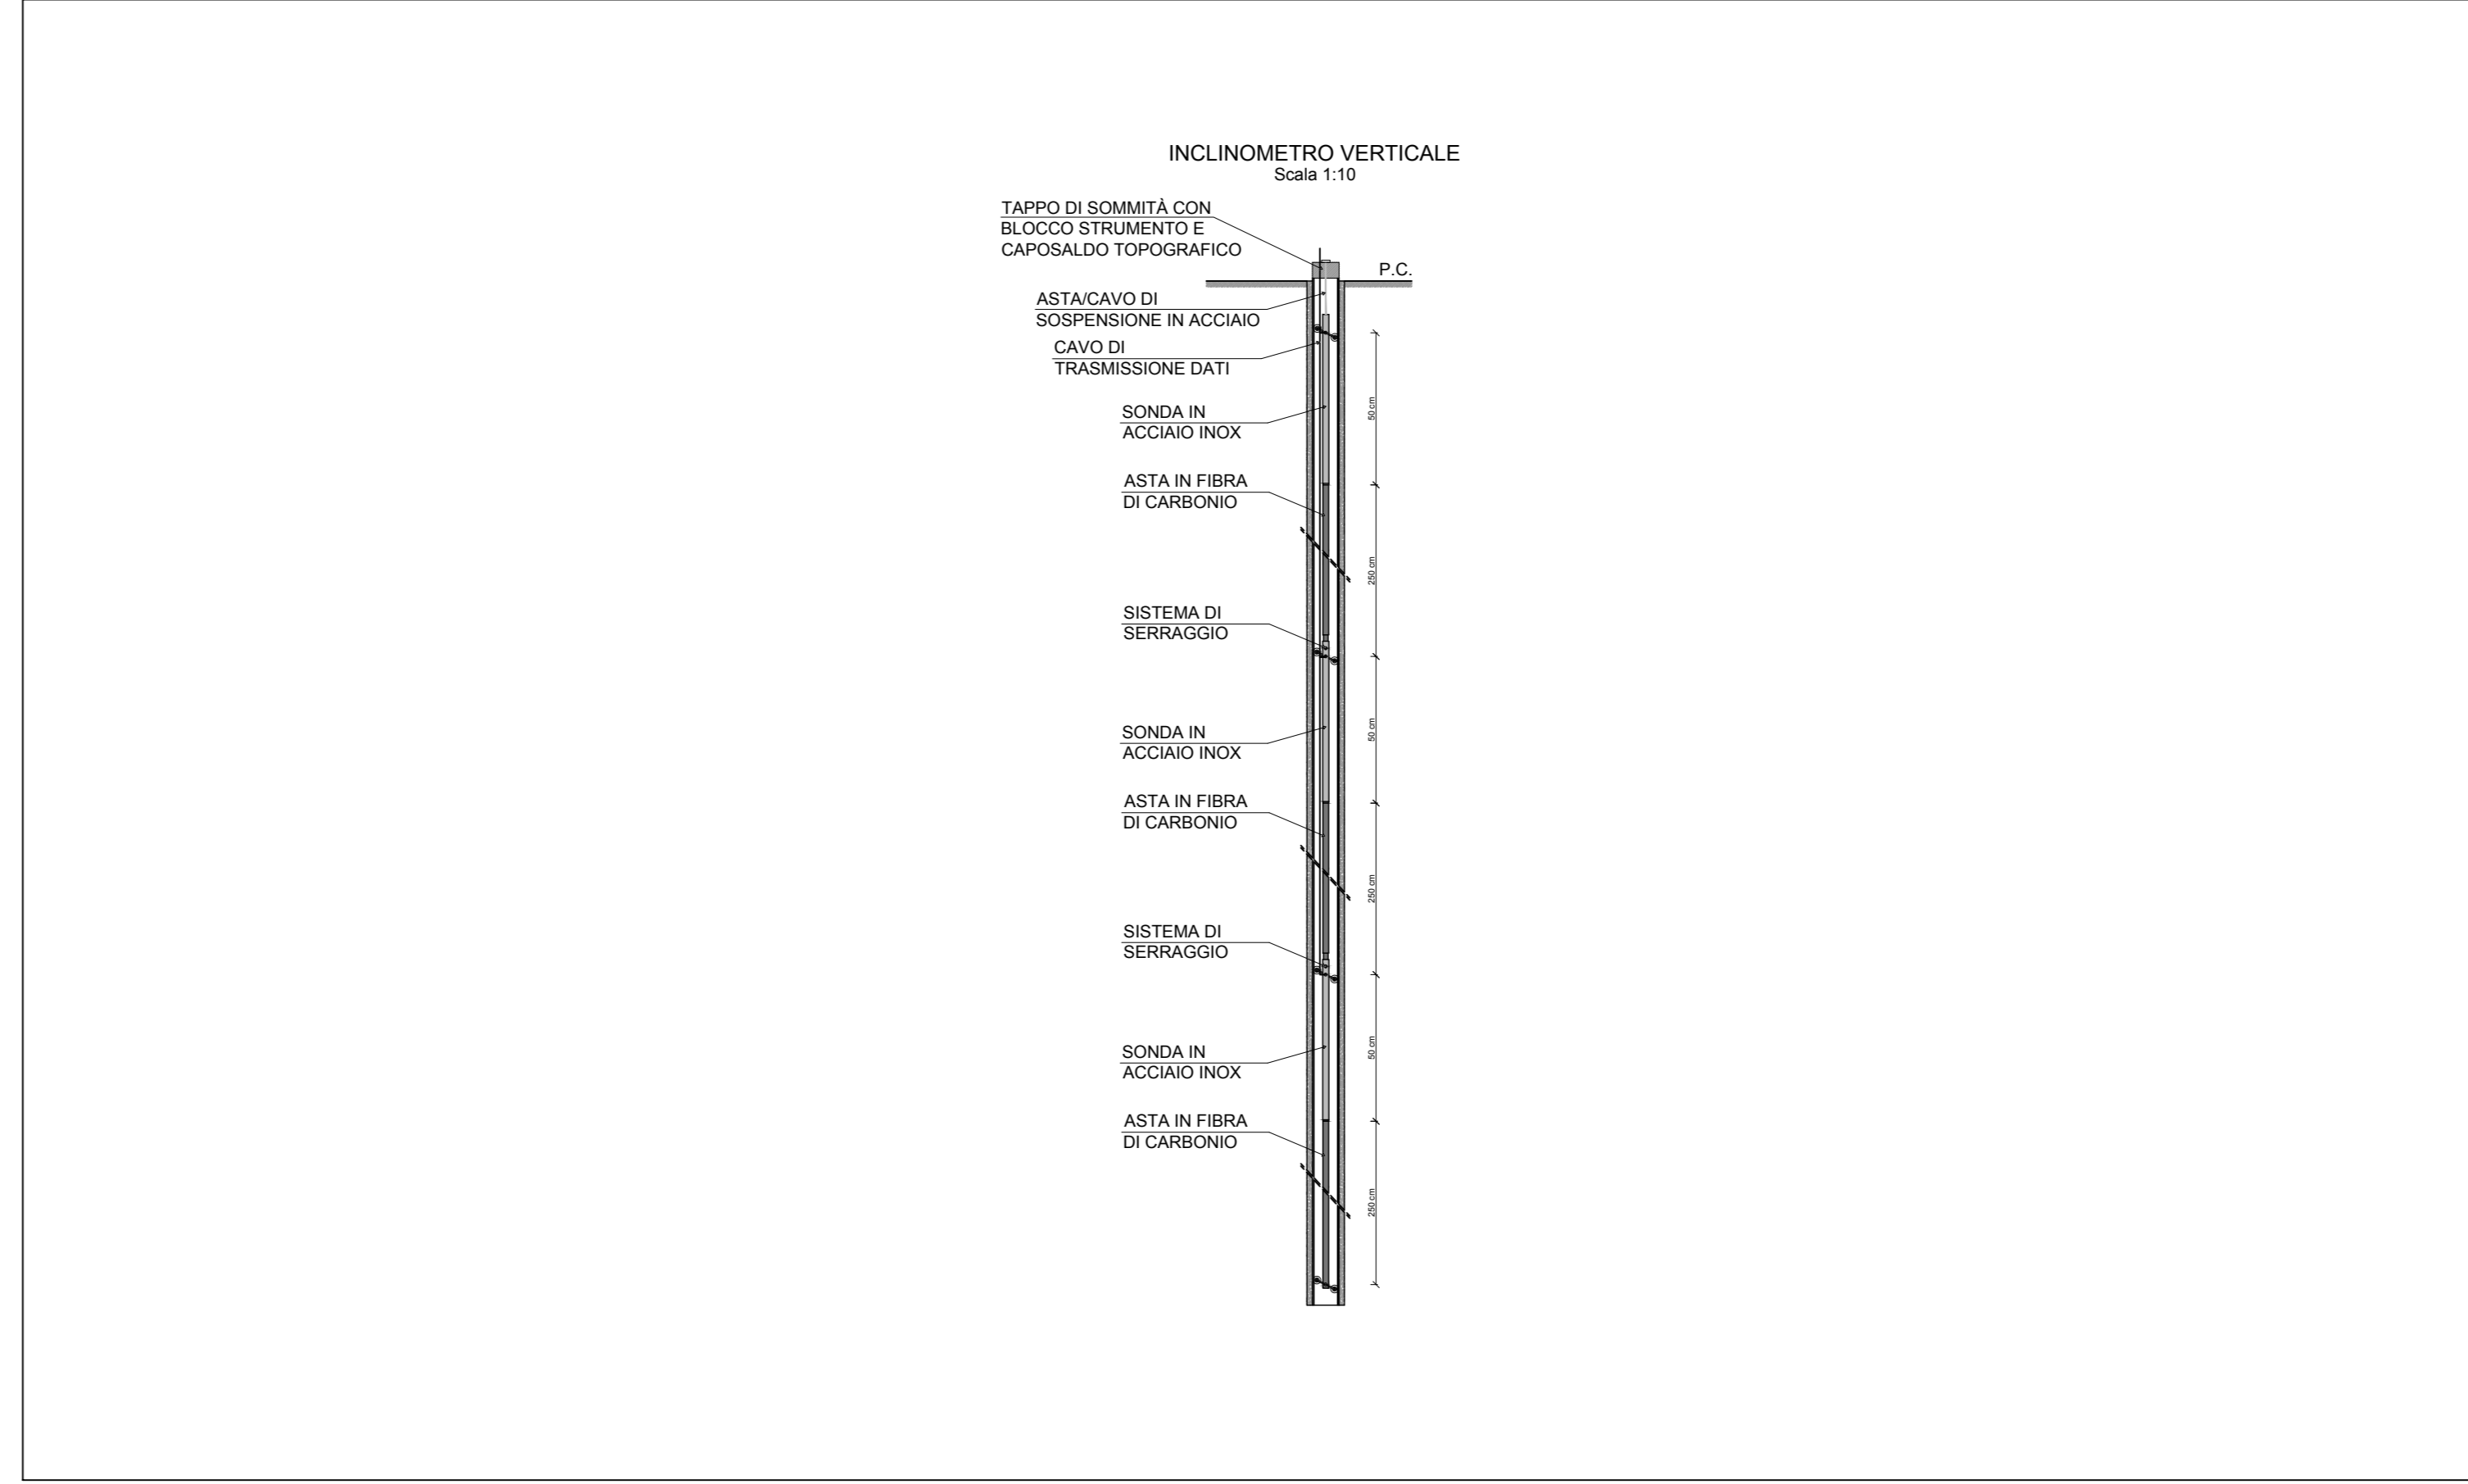 INCLINOMETRO VERTICALE
Scala 1:10
TAPPO DI SOMMITÀ CON
BLOCCO STRUMENTO E
CAPOSALDO TOPOGRAFICO
P.C.
ASTA/CAVO DI
SOSPENSIONE IN ACCIAIO
CAVO DI
TRASMISSIONE DATI
SONDA IN
ACCIAIO INOX
50 cm
ASTA IN FIBRA
DI CARBONIO
250 cm
SISTEMA DI
SERRAGGIO
SONDA IN
ACCIAIO INOX
50 cm
ASTA IN FIBRA
DI CARBONIO
250 cm
SISTEMA DI
SERRAGGIO
SONDA IN
ACCIAIO INOX
50 cm
ASTA IN FIBRA
DI CARBONIO
250 cm